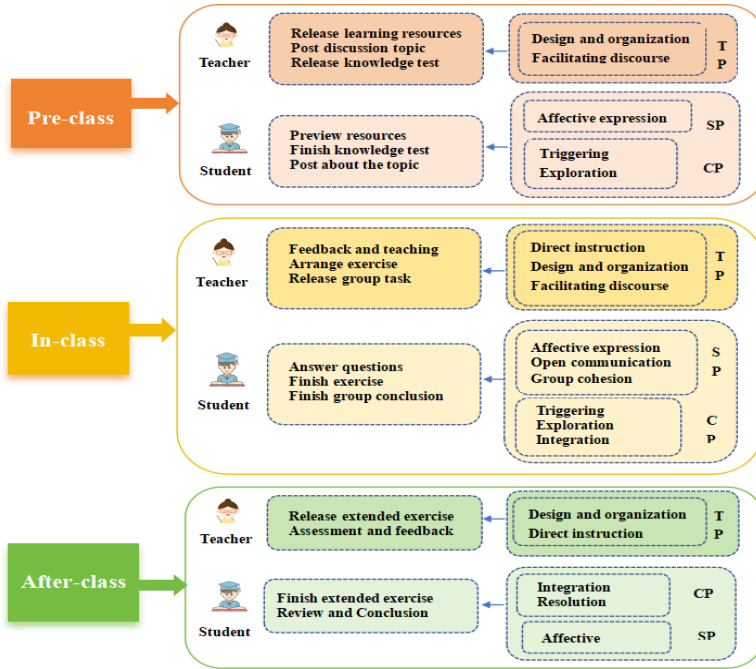 Pre-class
Teacher
Release learning resources
Post discussion topic
Release knowledge test
Design and organization
Facilitating discourse
T
P
Student
Preview resources
Finish knowledge test
Post about the topic
Affective expression
SP
Triggering
Exploration
CP
In-class
Teacher
Feedback and teaching
Arrange exercise
Release group task
Direct instruction
Design and organization
Facilitating discourse
T
P
Student
Answer questions
Finish exercise
Finish group conclusion
Affective expression
Open communication
Group cohesion
S
P
Triggering
Exploration
Integration
C
P
After-class
Teacher
Release extended exercise
Assessment and feedback
Design and organization
Direct instruction
T
P
Student
Finish extended exercise
Review and Conclusion
Integration
Resolution
CP
Affective
SP